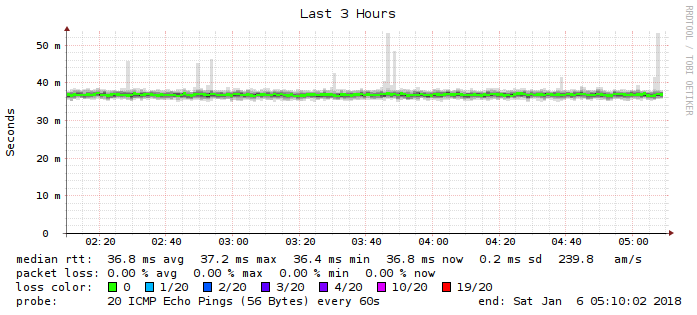 Last 3 Hours
RRDTOOL / TOBI OETIKER
Seconds
50 m
40 m
30 m
20 m
10 m
0
02:20 02:40 03:00 03:20 03:40 04:00 04:20 04:40 05:00
median rtt: 36.8 ms avg 37.2 ms max 36.4 ms min 36.8 ms now 0.2 ms sd 239.8 am/s
packet loss: 0.00 % avg 0.00 % max 0.00 % min 0.00 % now
loss color: 0 1/20 2/20 3/20 4/20 10/20 19/20
probe: 20 ICMP Echo Pings (56 Bytes) every 60s end: Sat Jan 6 05:10:02 2018